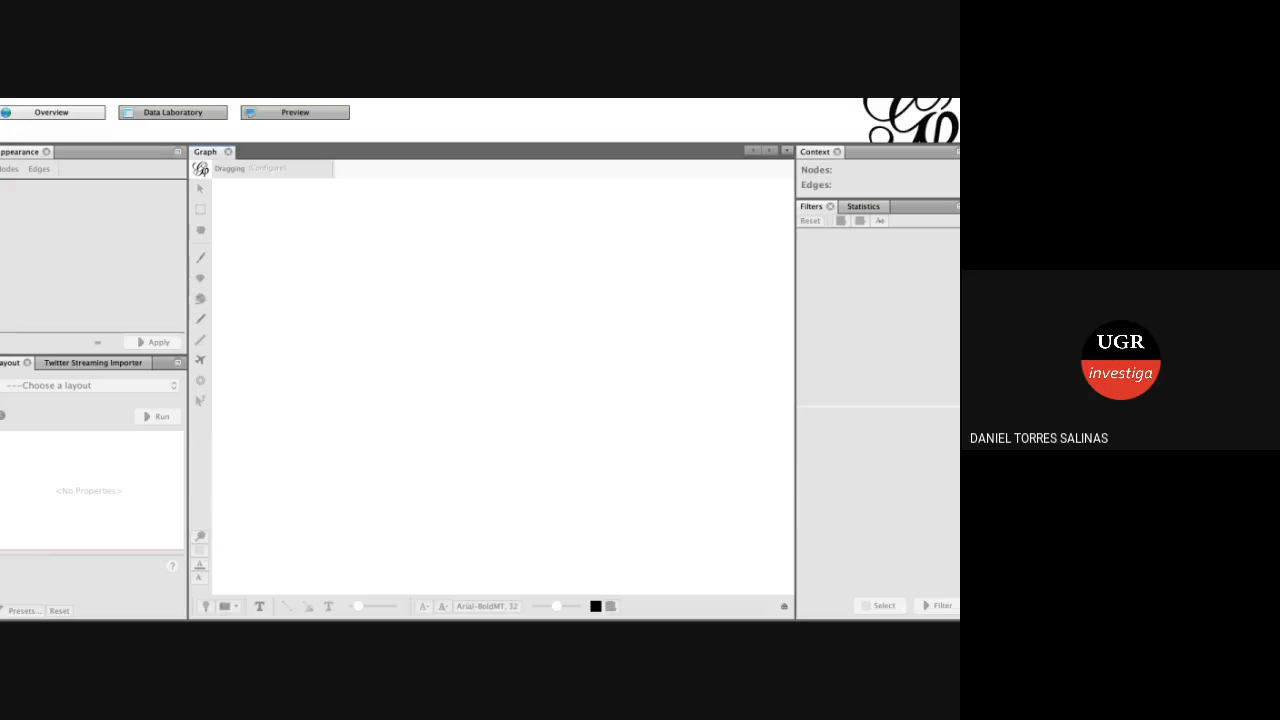 Overview
Data Laboratory
Preview
ppearance
Graph
Context
odes
Edges
Dragging
(Configure)
Nodes:
Edges:
Filters
Statistics
Reset
Apply
ayout
Twitter Streaming Importer
---Choose a layout
Run
<No Properties>
?
Presets...
Reset
T
T
A-
A-
Arial-BoldMT, 32
Select
Filter
UGR
investiga
DANIEL TORRES SALINAS